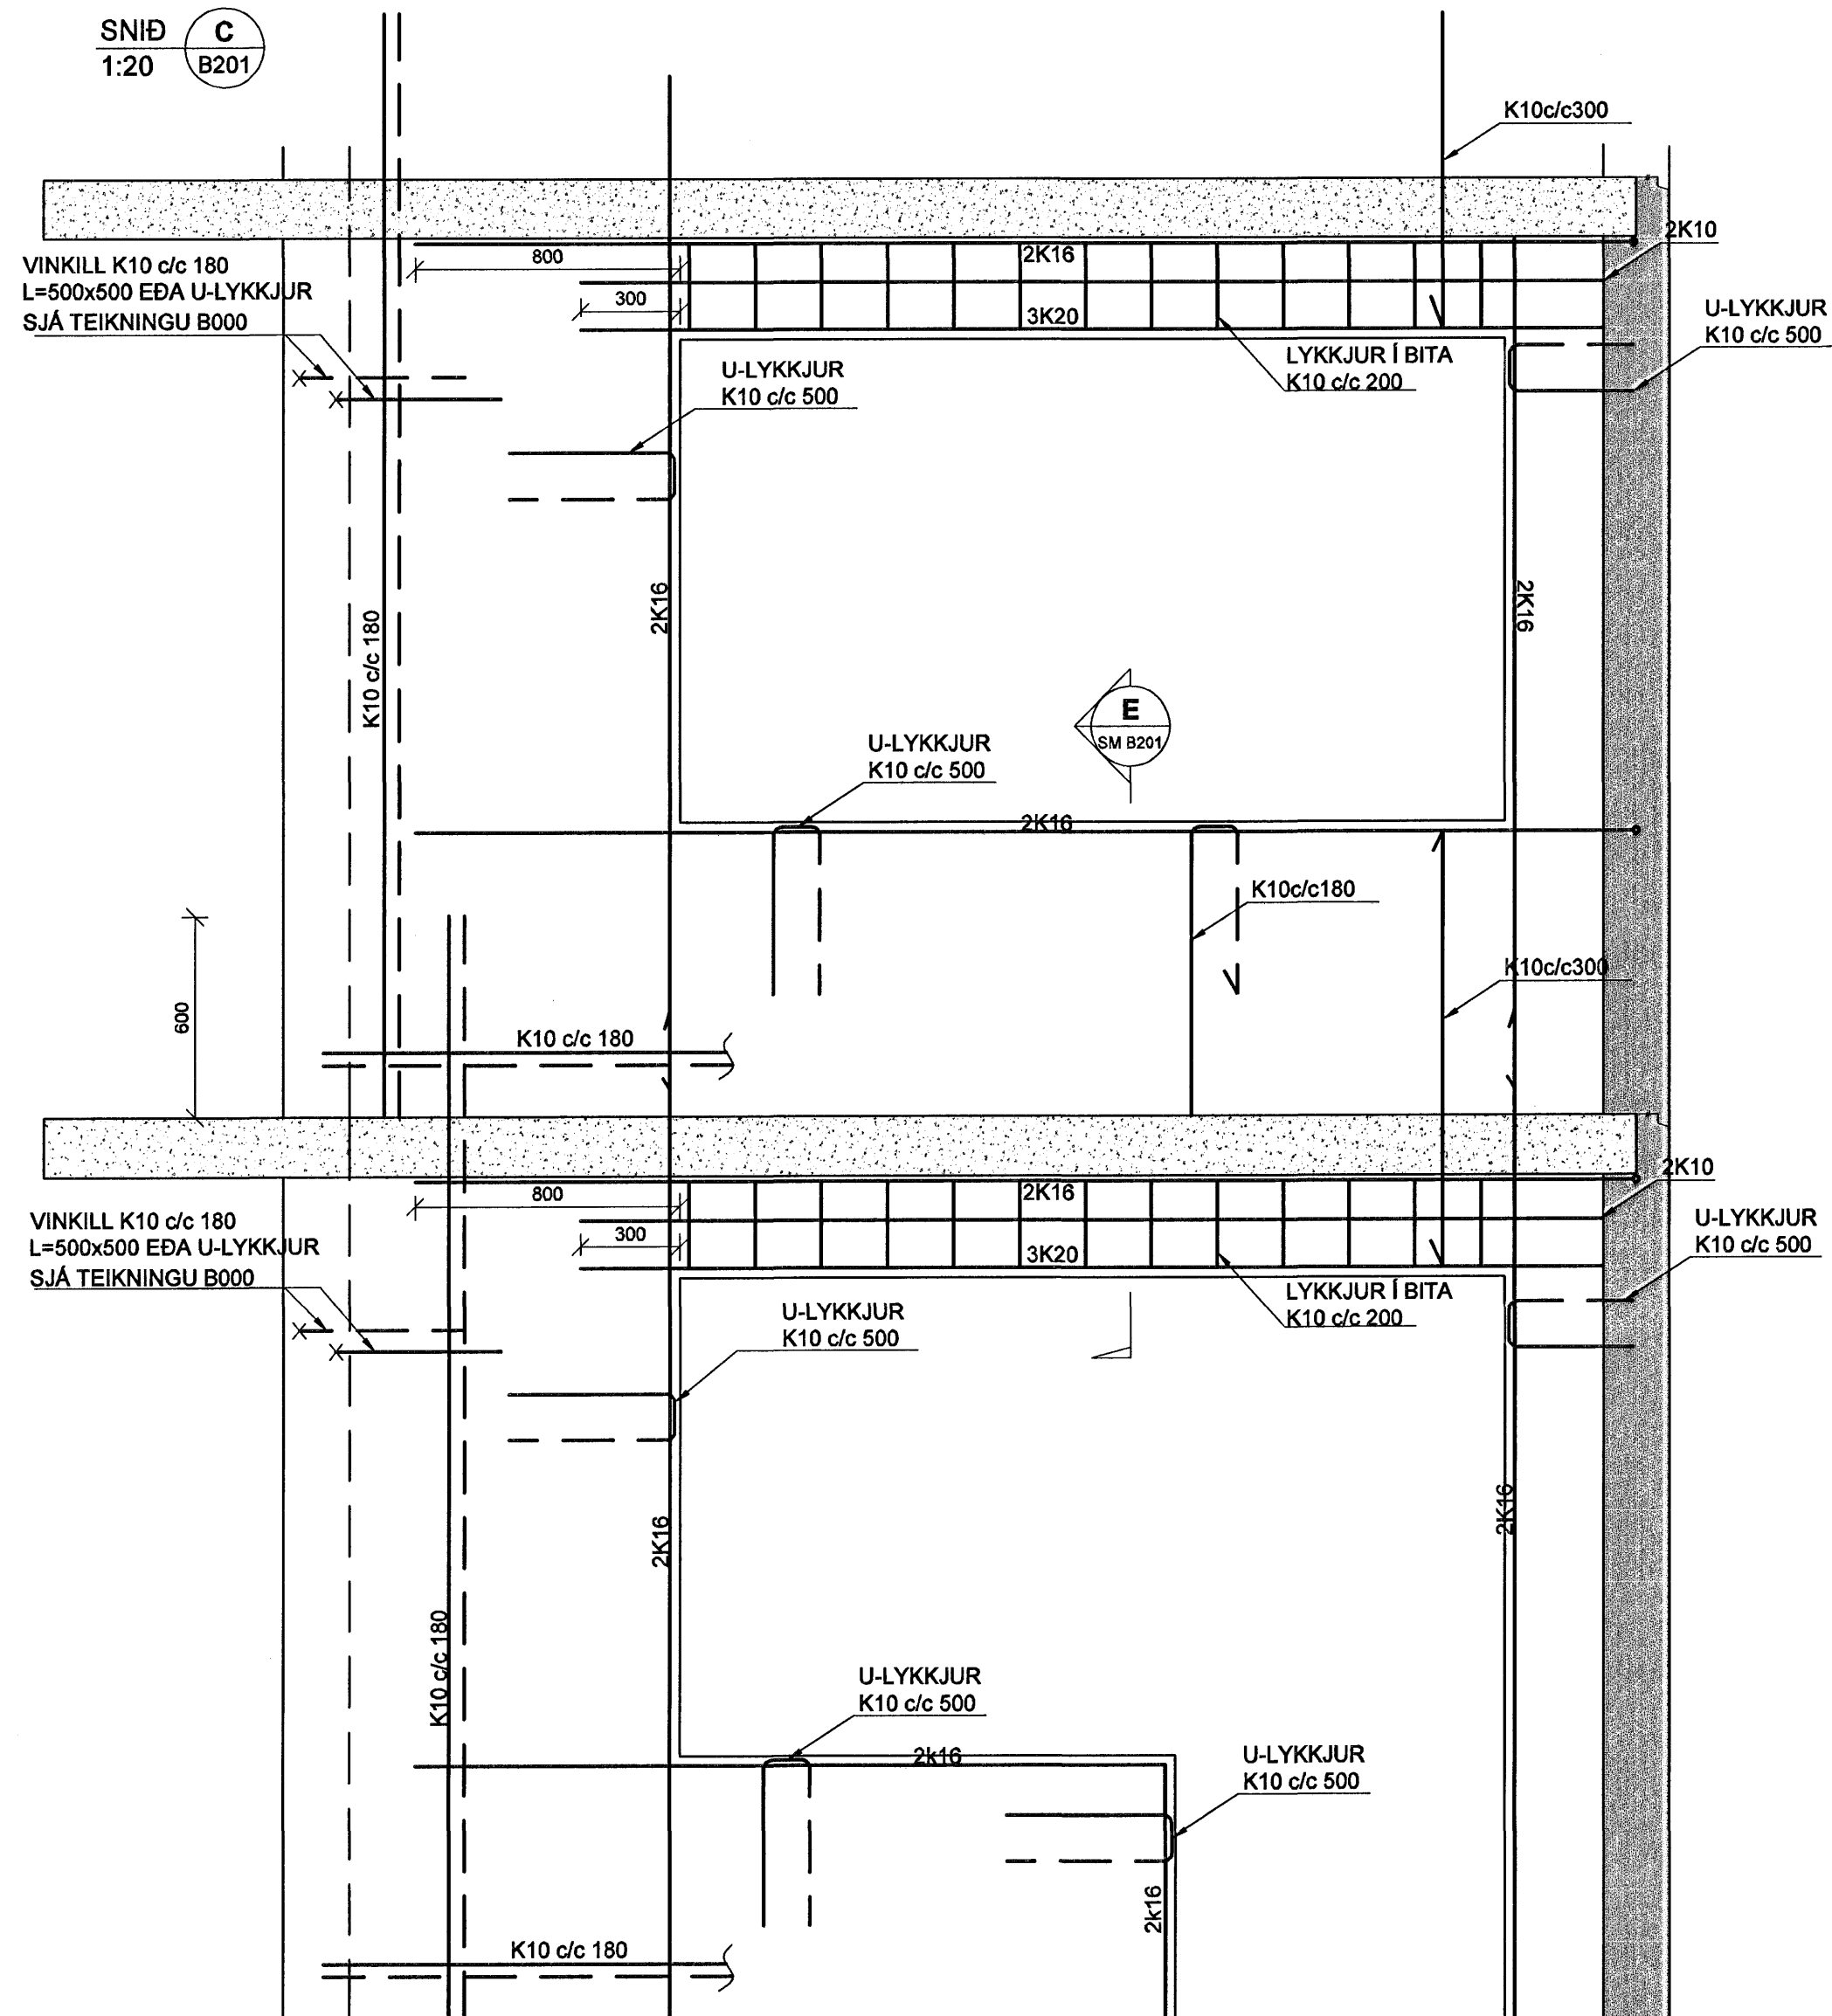 SNIÐ
1:20
C
B201
K10c/c300
2K10
800
2K16
VINKILL K10 c/c 180
L=500x500 EÐA U-LYKKJUR
SJÁ TEIKNINGU B000
300
3K20
U-LYKKJUR
K10 c/c 500
LYKKJUR Í BITA
K10 c/c 200
U-LYKKJUR
K10 c/c 500
2K16
2K16
K10 c/c 180
E
SM B201
U-LYKKJUR
K10 c/c 500
2K16
K10c/c180
K10c/c300
600
K10 c/c 180
2K10
800
2K16
VINKILL K10 c/c 180
L=500x500 EÐA U-LYKKJUR
SJÁ TEIKNINGU B000
300
3K20
U-LYKKJUR
K10 c/c 500
LYKKJUR Í BITA
K10 c/c 200
U-LYKKJUR
K10 c/c 500
2K16
2K16
K10 c/c 180
U-LYKKJUR
K10 c/c 500
2k16
U-LYKKJUR
K10 c/c 500
2k16
K10 c/c 180